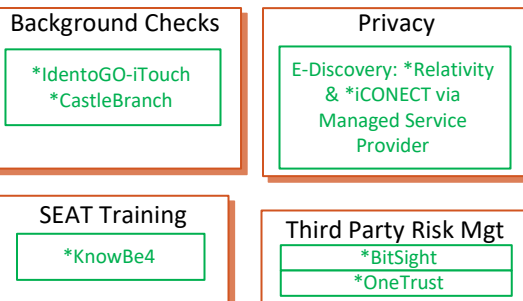 Background Checks
*IdentoGO-iTouch
*CastleBranch
Privacy
E-Discovery: *Relativity
& *iCONECT via
Managed Service
Provider
SEAT Training
*KnowBe4
Third Party Risk Mgt
*BitSight
*OneTrust